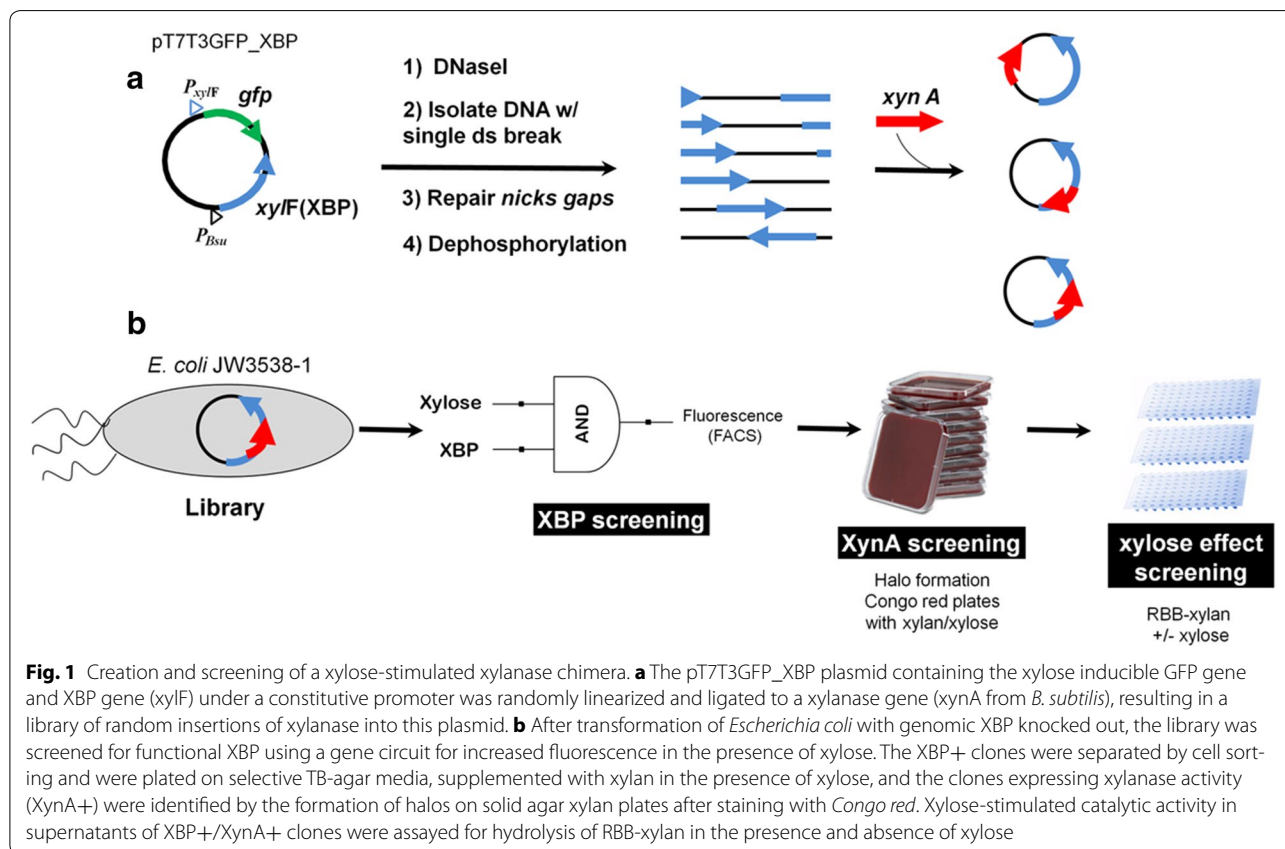 pT7T3GFP_XBP
a
PxylF
gfp
xylF(XBP)
PBsu
1) DNaseI
2) Isolate DNA w/
single ds break
3) Repair nicks gaps
4) Dephosphorylation
xyn A
b
E. coli JW3538-1
Library
Xylose
XBP
AND
Fluorescence
(FACS)
XBP screening
XynA screening
Halo formation
Congo red plates
with xylan/xylose
xylose effect
screening
RBB-xylan
+/- xylose
Fig. 1 Creation and screening of a xylose-stimulated xylanase chimera. a The pT7T3GFP_XBP plasmid containing the xylose inducible GFP gene
and XBP gene (xylF) under a constitutive promoter was randomly linearized and ligated to a xylanase gene (xynA from B. subtilis), resulting in a
library of random insertions of xylanase into this plasmid. b After transformation of Escherichia coli with genomic XBP knocked out, the library was
screened for functional XBP using a gene circuit for increased fluorescence in the presence of xylose. The XBP+ clones were separated by cell sort-
ing and were plated on selective TB-agar media, supplemented with xylan in the presence of xylose, and the clones expressing xylanase activity
(XynA+) were identified by the formation of halos on solid agar xylan plates after staining with Congo red. Xylose-stimulated catalytic activity in
supernatants of XBP+/XynA+ clones were assayed for hydrolysis of RBB-xylan in the presence and absence of xylose